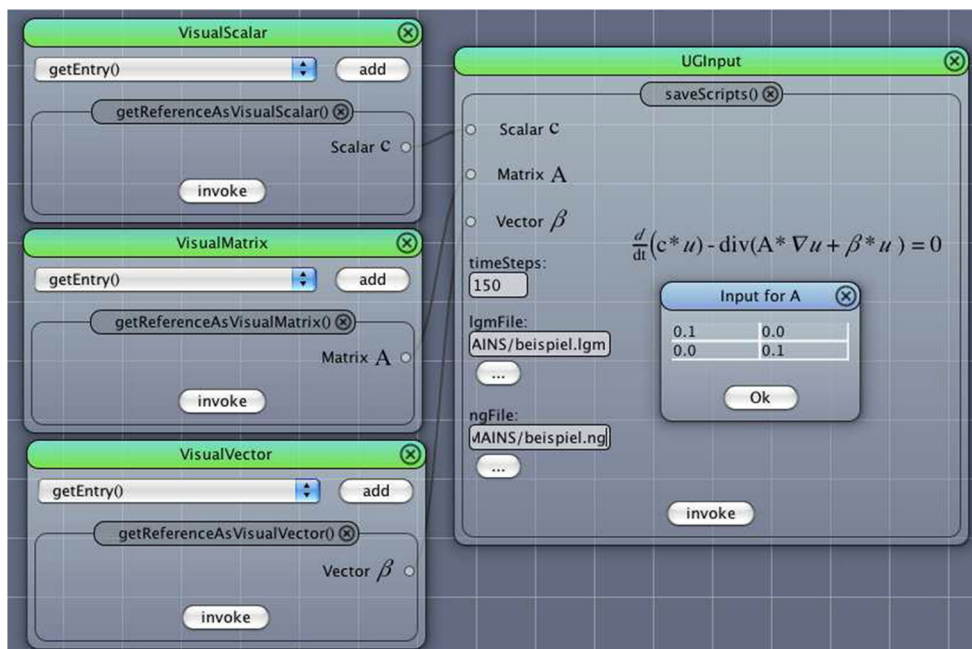 VisualScalar
getEntry()
add
getReferenceAsVisualScalar()
Scalar c
invoke
VisualMatrix
getEntry()
add
getReferenceAsVisualMatrix()
Matrix A
invoke
VisualVector
getEntry()
add
getReferenceAsVisualVector()
Vector β
invoke
UGInput
saveScripts()
Scalar c
Matrix A
Vector β
d/dt(c*u)-div(A*∇u+β*u)=0
timeSteps:
150
lgmFile:
AINS/beispiel.lgm
...
ngFile:
MAINS/beispiel.ng
...
Input for A
0.1 0.0
0.0 0.1
Ok
invoke